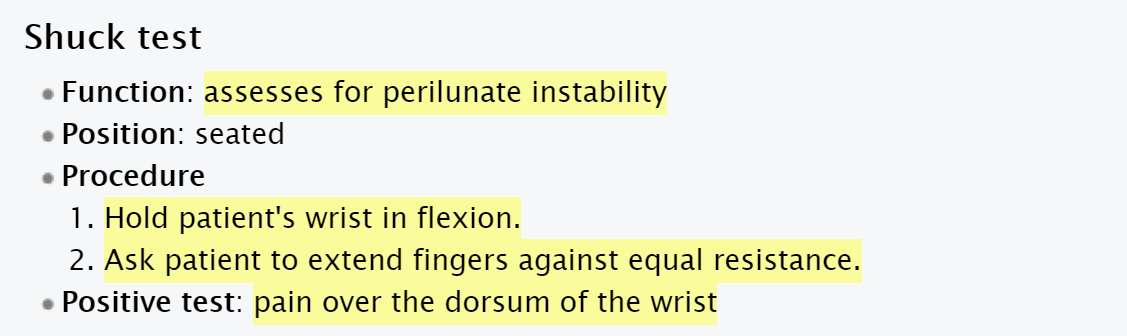 Shuck test
Function: assesses for perilunate instability
Position: seated
Procedure
1. Hold patient's wrist in flexion.
2. Ask patient to extend fingers against equal resistance.
Positive test: pain over the dorsum of the wrist